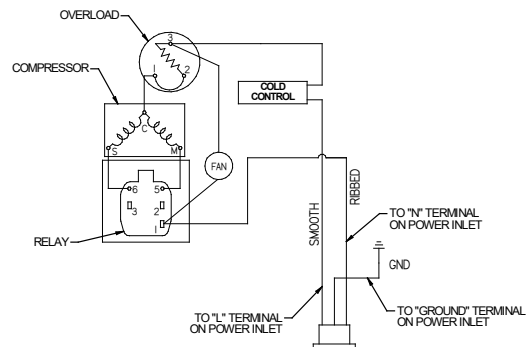 OVERLOAD
3
1
2
COMPRESSOR
COLD
CONTROL
C
S
M
FAN
6
5
3
2
1
RELAY
SMOOTH
RIBBED
TO "N" TERMINAL
ON POWER INLET
GND
TO "L" TERMINAL
ON POWER INLET
TO "GROUND" TERMINAL
ON POWER INLET